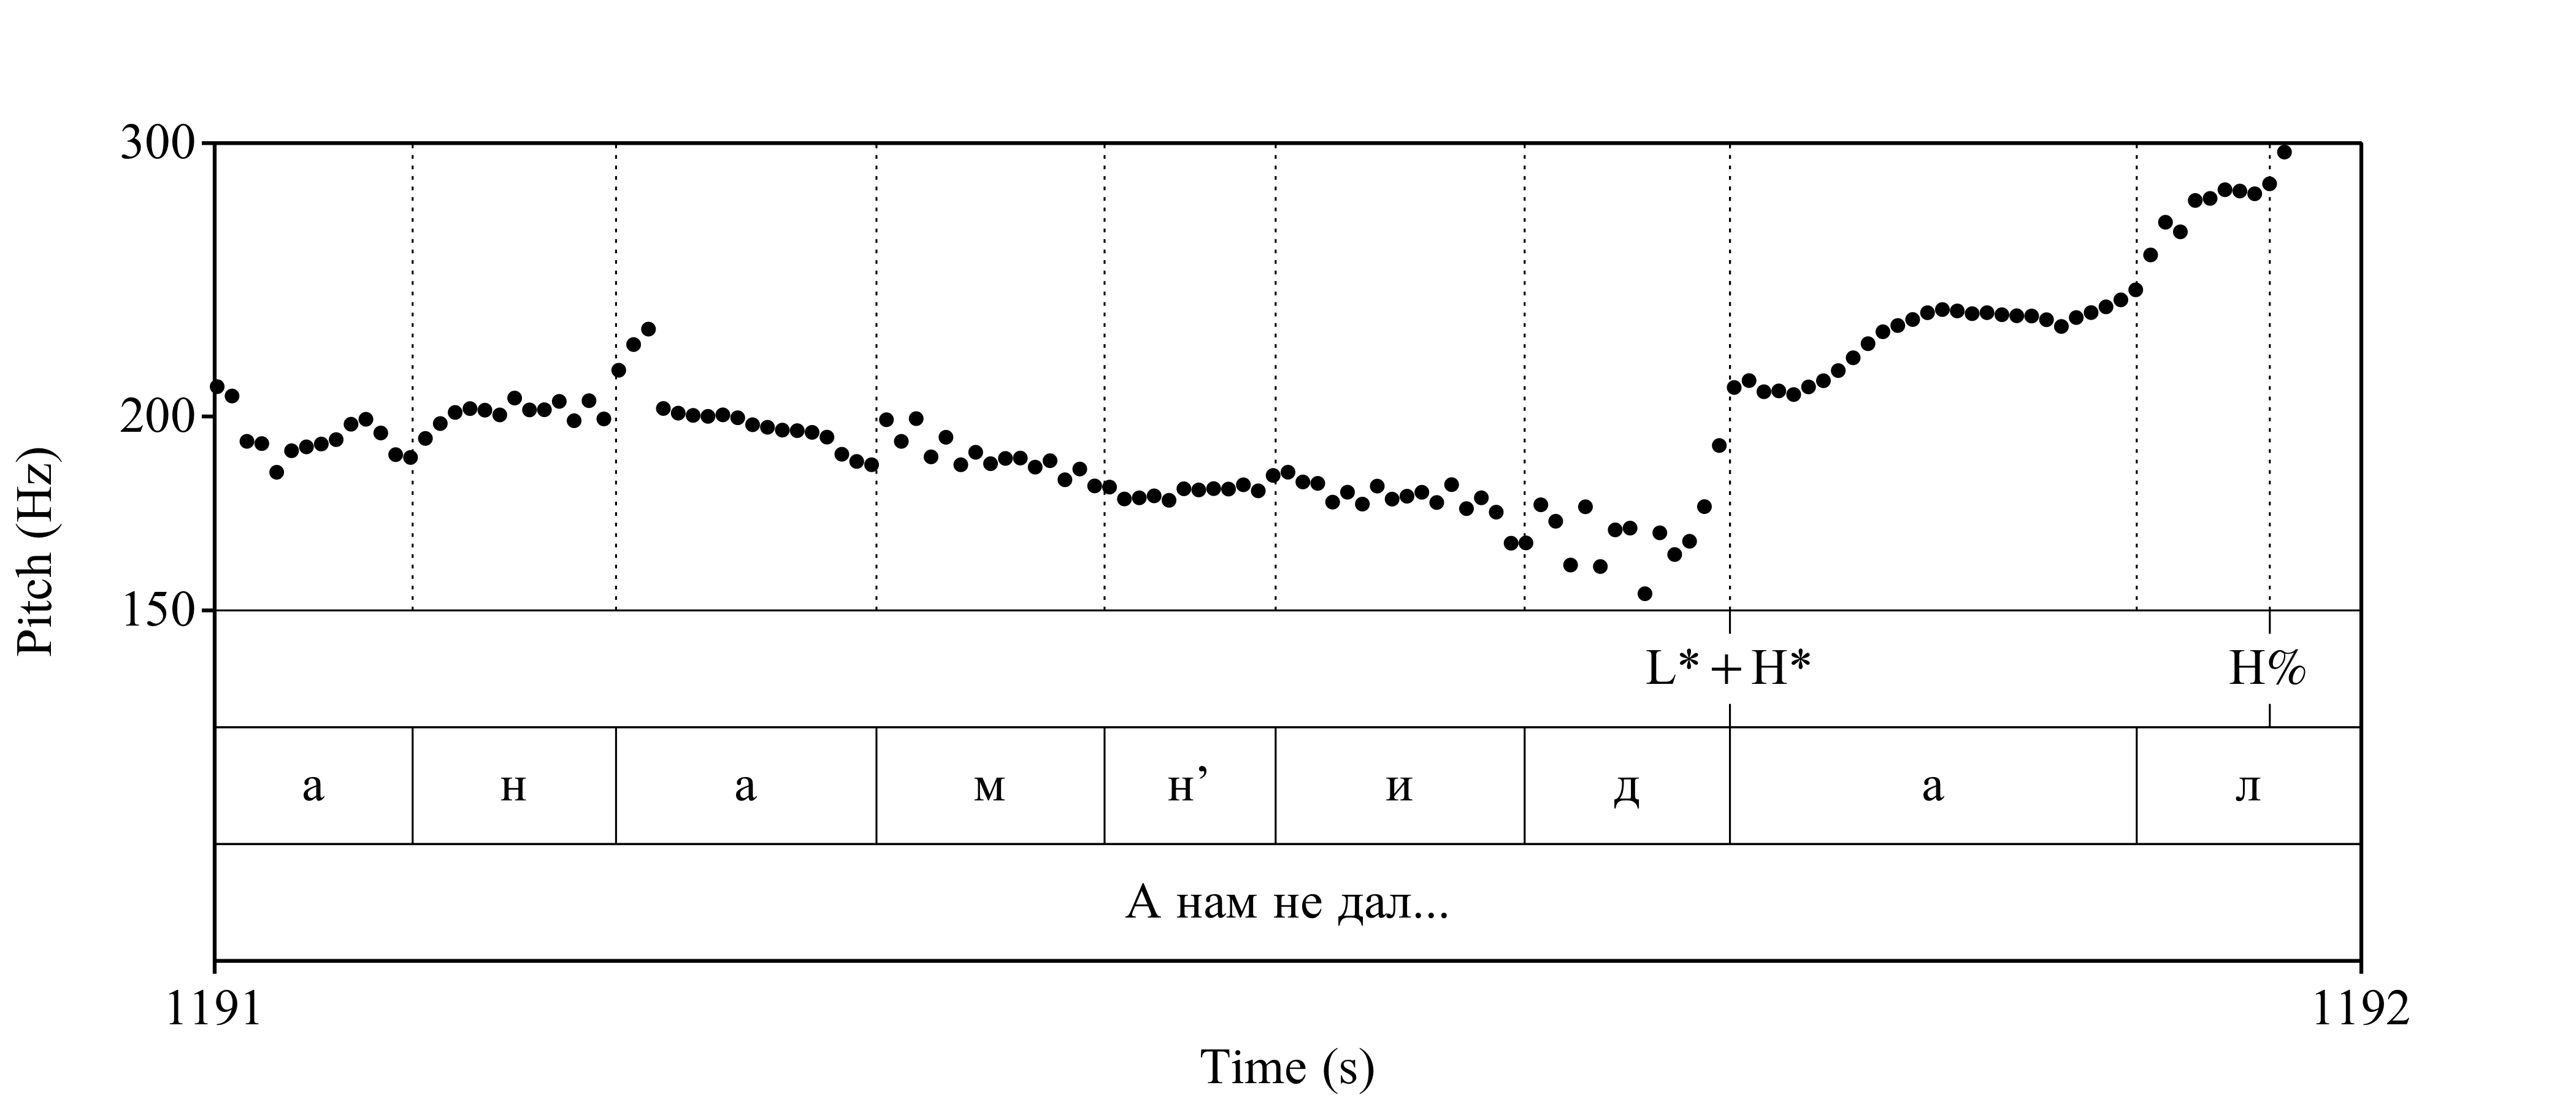 300
200
150
Pitch (Hz)
L*+H* H%
а н а м н’ и д а л
А нам не дал...
1191 1192
Time (s)